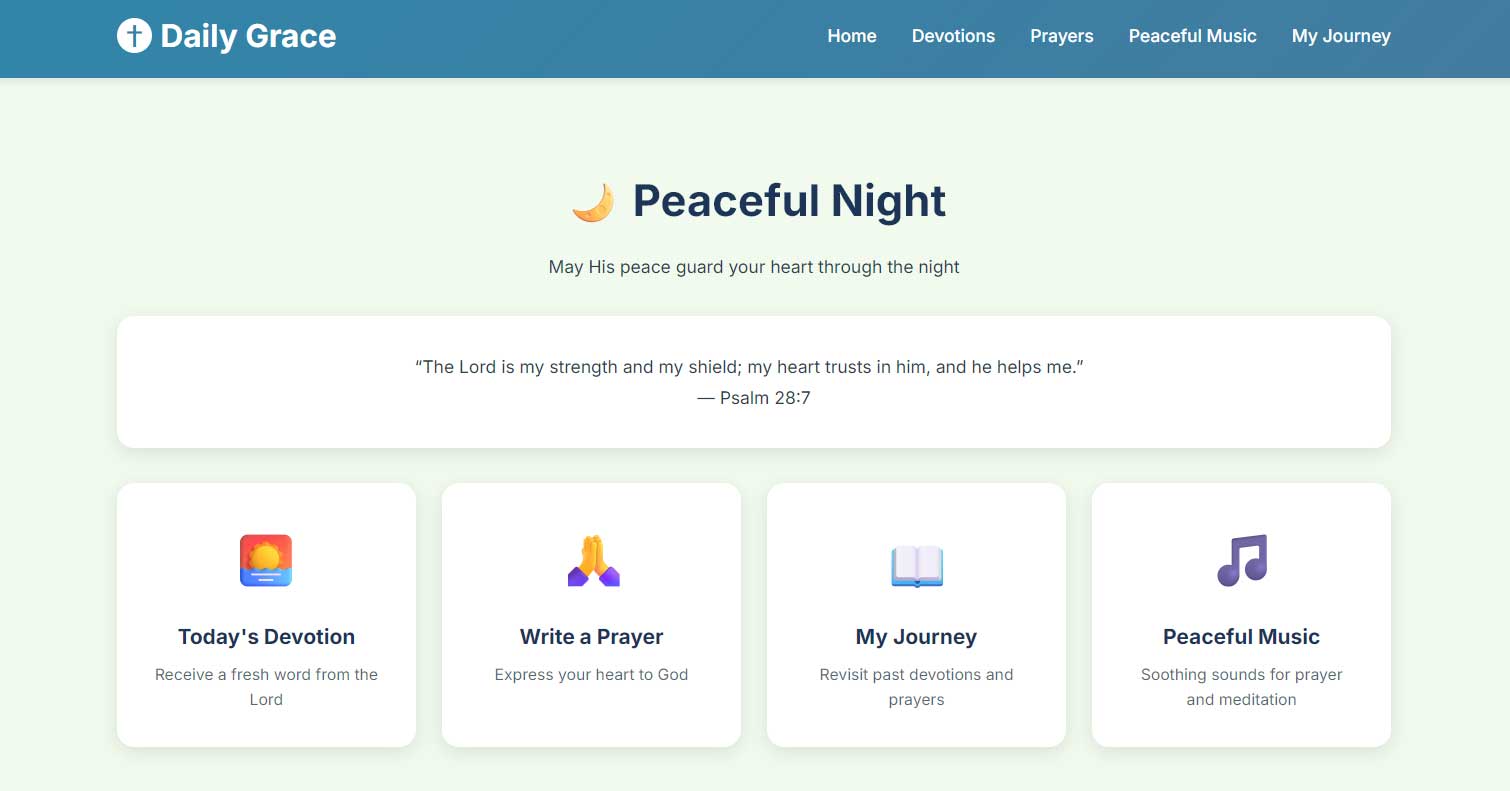 Daily Grace
Home
Devotions
Prayers
Peaceful Music
My Journey
Peaceful Night
May His peace guard your heart through the night
“The Lord is my strength and my shield; my heart trusts in him, and he helps me.”
— Psalm 28:7
Today's Devotion
Receive a fresh word from the
Lord
Write a Prayer
Express your heart to God
My Journey
Revisit past devotions and
prayers
Peaceful Music
Soothing sounds for prayer
and meditation